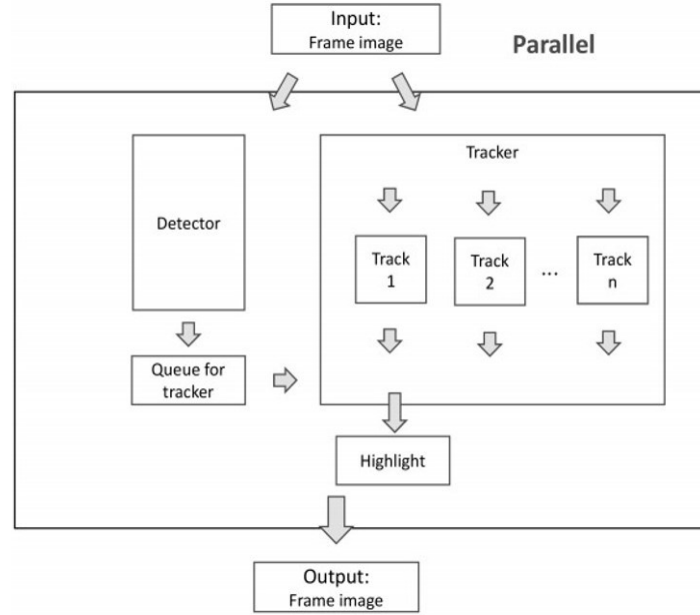 Input:
Frame image
Parallel
Tracker
Detector
Track
1
Track
2
...
Track
n
Queue for
tracker
Highlight
Output:
Frame image